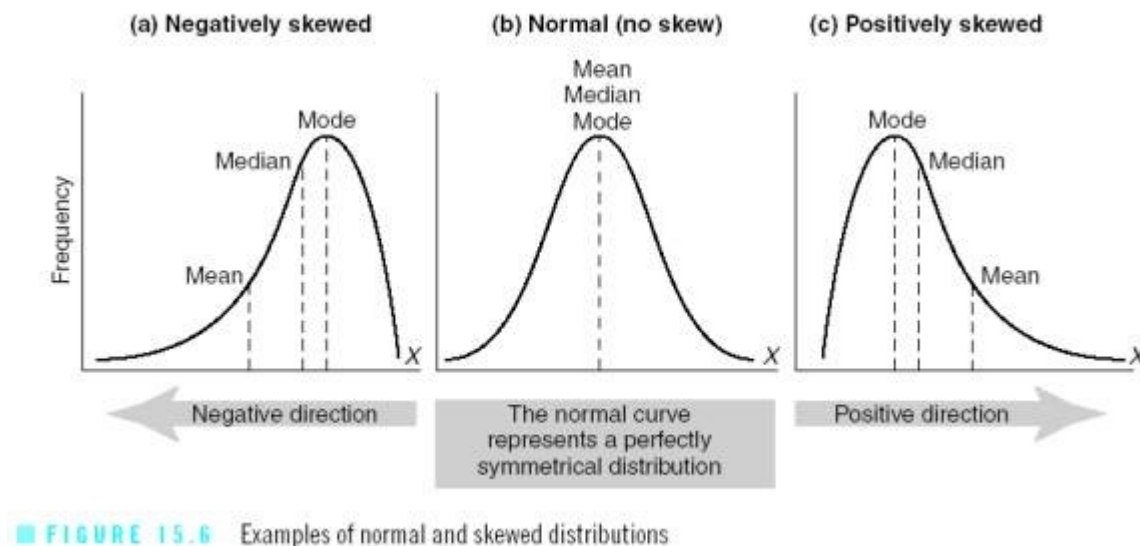 (a) Negatively skewed
(b) Normal (no skew)
(c) Positively skewed
Frequency
Mode
Median
Mean
X
Mean
Median
Mode
X
Mode
Median
Mean
X
Negative direction
The normal curve
represents a perfectly
symmetrical distribution
Positive direction
FIGURE 15.6 Examples of normal and skewed distributions